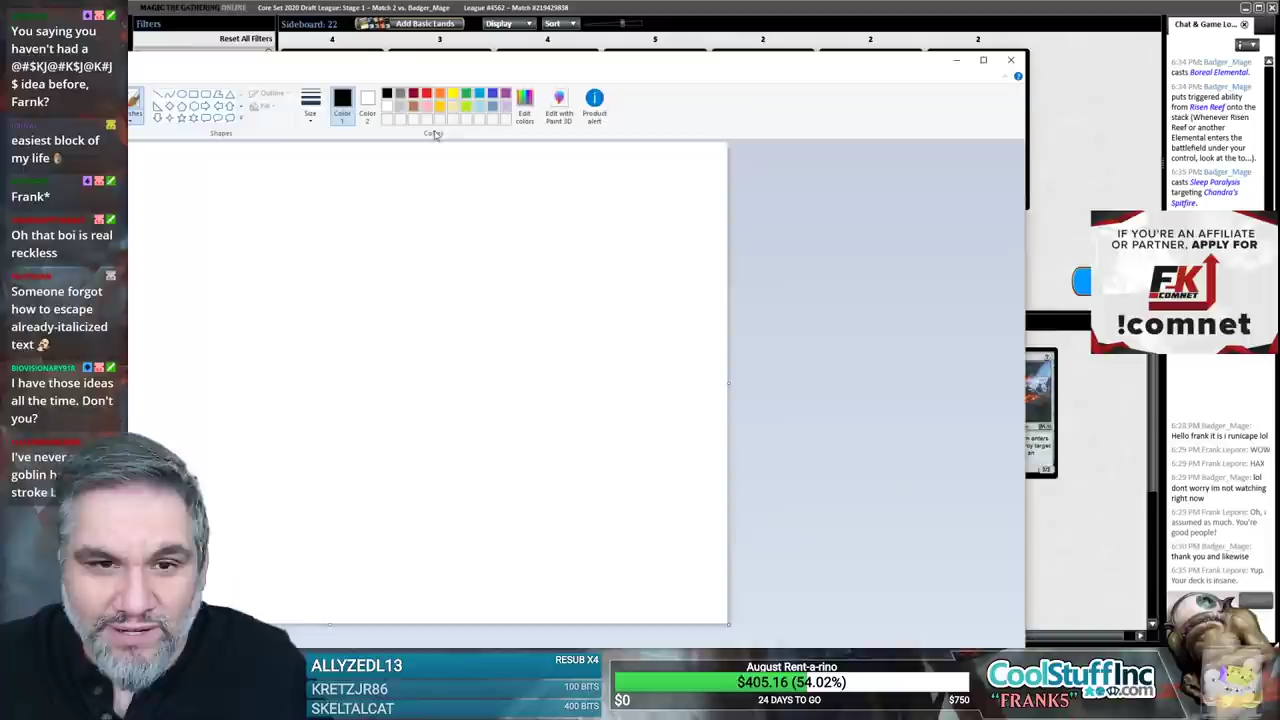 MAGIC THE GATHERING ONLINE
Core Set 2020 Draft League: Stage 1 - Match 2 vs. Badger_Mage
League #4562 - Match #219429838
Filters
Sideboard: 22
Add Basic Lands
Display
Sort
Chat & Game Lo...
Reset All Filters
4
3
4
5
2
2
2
You saying you
haven't had a
@#$K|@#K$J@K#J
$ idea before,
Farnk?
easiest block of
my life
Frank*
Oh that boi is real
reckless
Someone forgot
how to escape
already-italicized
text
BIOVISIONARY918
I have those ideas
all the time. Don't
you?
I've never
goblin h
stroke
Shapes
Outline
Fill
Size
Color
1
Color
2
Edit
colors
Edit with
Paint 3D
Product
alert
6:34 PM: Badger_Mage
casts Boreal Elemental.
6:34 PM: Badger_Mage
puts triggered ability
from Risen Reef onto
the stack (Whenever Risen
Reef or another
Elemental enters the
battlefield under your
control, look at the to...).
6:35 PM: Badger_Mage
casts Sleep Paralysis
targeting Chandra's
Spitfire.
IF YOU'RE AN AFFILIATE
OR PARTNER, APPLY FOR
F2K
COMNET
!comnet
6:28 PM Badger_Mage:
Hello frank it is i runicape lol
6:29 PM Frank Lepore: WOW
6:29 PM Frank Lepore: HAX
6:29 PM Badger_Mage: lol
dont worry im not watching
right now
6:29 PM Frank Lepore: Oh, i
assumed as much. You're
good people!
6:30 PM Badger_Mage:
thank you and likewise
6:35 PM Frank Lepore: Yup.
Your deck is insane.
ALLYZEDL13
RESUB X4
KRETZJR86
100 BITS
SKELTALCAT
400 BITS
August Rent-a-rino
$405.16 (54.02%)
$0
24 DAYS TO GO
$750
CoolStuffInc
.com
"FRANKS"